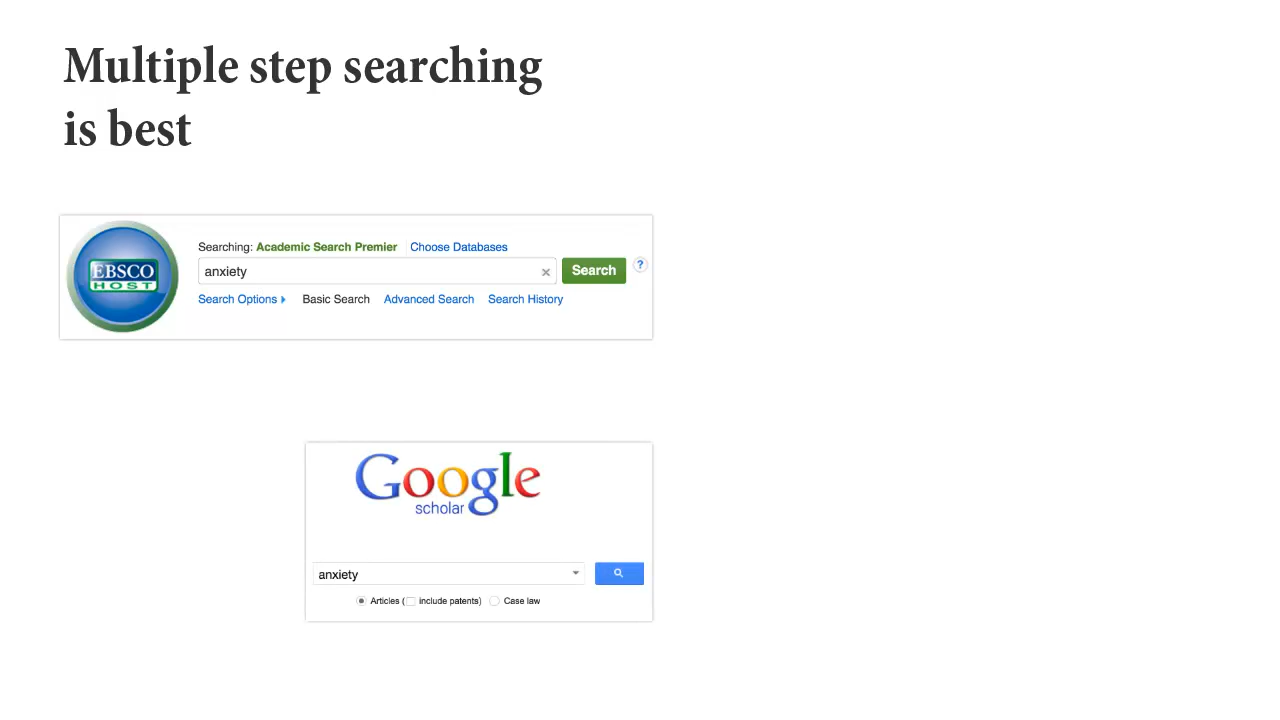 Multiple step searching
is best
EBSCO
HOST
Searching: Academic Search Premier Choose Databases
anxiety × Search ?
Search Options Basic Search Advanced Search Search History
Google
scholar
anxiety
Articles ( include patents) Case law